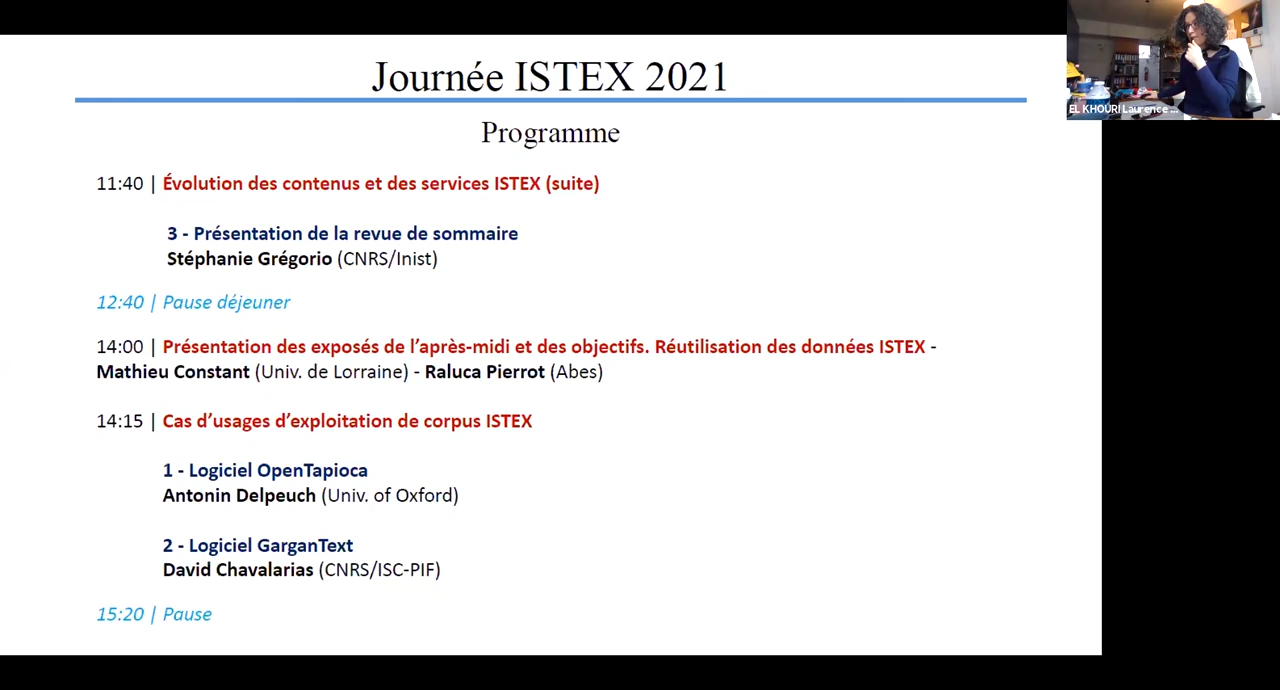 Journée ISTEX 2021
EL KHOURI Laurence ...
Programme
11:40 | Évolution des contenus et des services ISTEX (suite)
3 - Présentation de la revue de sommaire
Stéphanie Grégorio (CNRS/Inist)
12:40 | Pause déjeuner
14:00 | Présentation des exposés de l’après-midi et des objectifs. Réutilisation des données ISTEX -
Mathieu Constant (Univ. de Lorraine) - Raluca Pierrot (Abes)
14:15 | Cas d’usages d’exploitation de corpus ISTEX
1 - Logiciel OpenTapioca
Antonin Delpeuch (Univ. of Oxford)
2 - Logiciel GarganText
David Chavalarias (CNRS/ISC-PIF)
15:20 | Pause